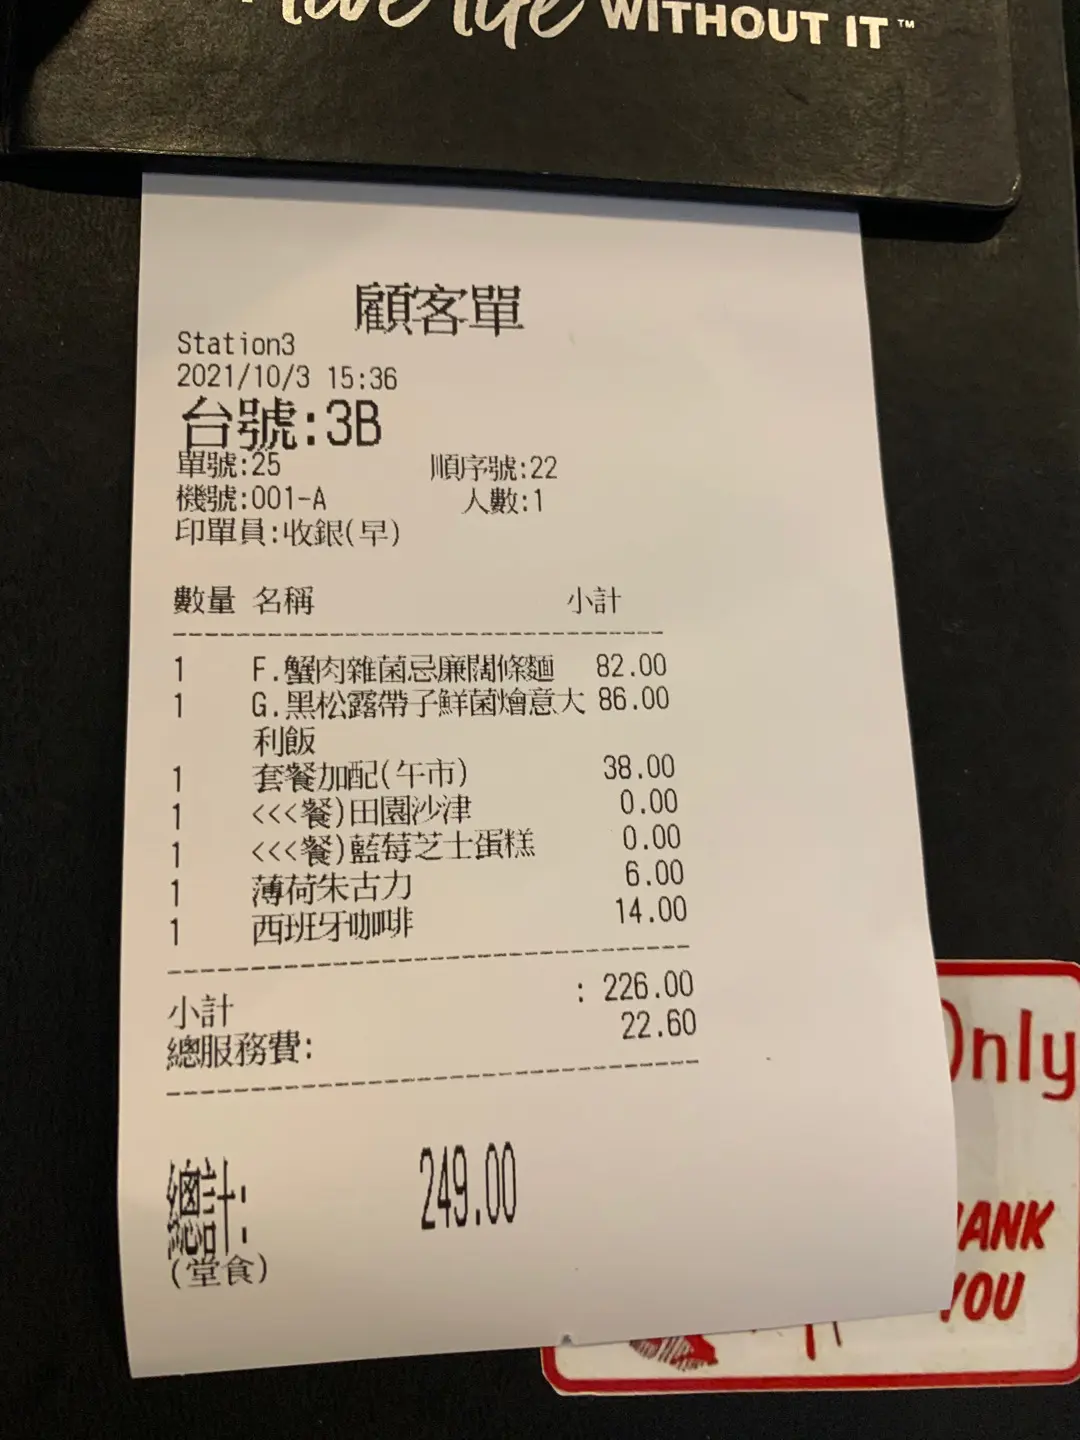 live life WITHOUT IT™
顧客單
Station3
2021/10/3 15:36
台號:3B
單號:25 順序號:22
機號:001-A 人數:1
印單員:收銀(早)
數量 名稱 小計
1 F.蟹肉雜菌忌廉闊條麵 82.00
1 G.黑松露帶子鮮菌燴意大 86.00
利飯
1 套餐加配(午市) 38.00
1 <<<餐)田園沙津 0.00
1 <<<餐)藍莓芝士蛋糕 0.00
1 薄荷朱古力 6.00
1 西班牙咖啡 14.00
小計 : 226.00
總服務費: 22.60
總計: 249.00
(堂食)
Only
ANK
YOU